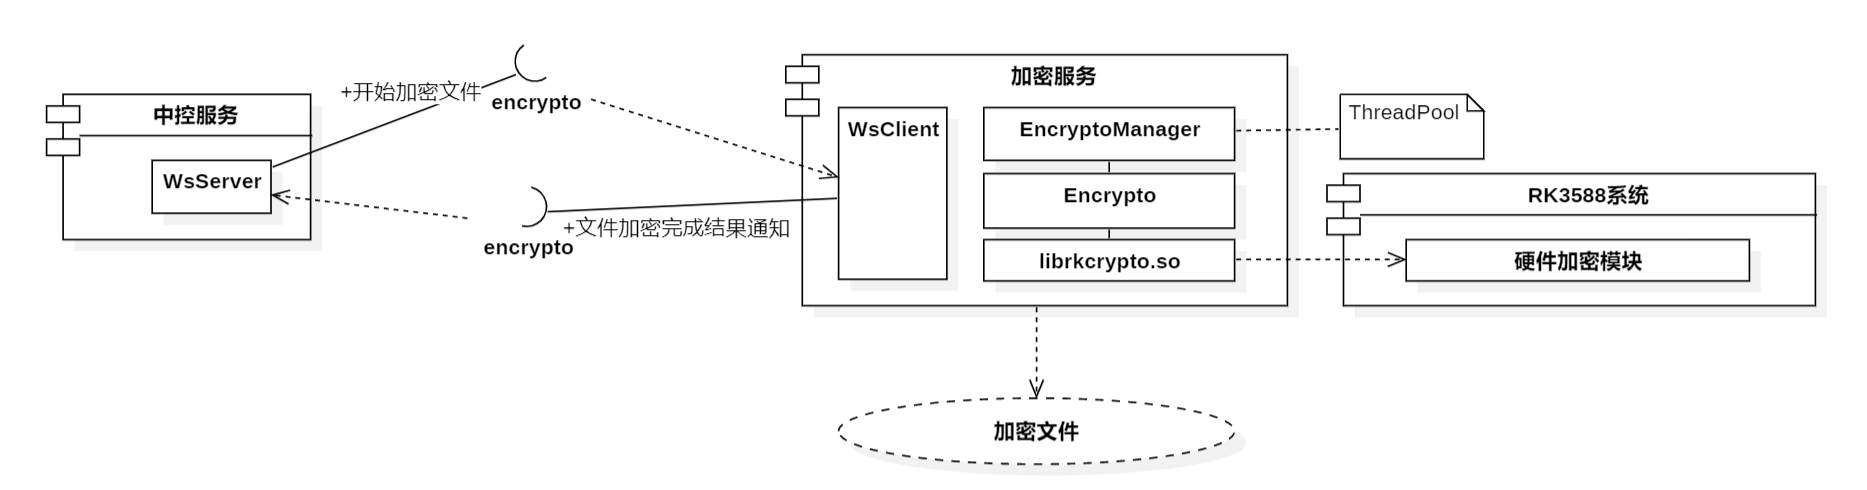 中控服务
WsServer
+开始加密文件
encrypto
encrypto
+文件加密完成结果通知
加密服务
WsClient
EncryptoManager
Encrypto
librkcrypto.so
ThreadPool
RK3588系统
硬件加密模块
加密文件